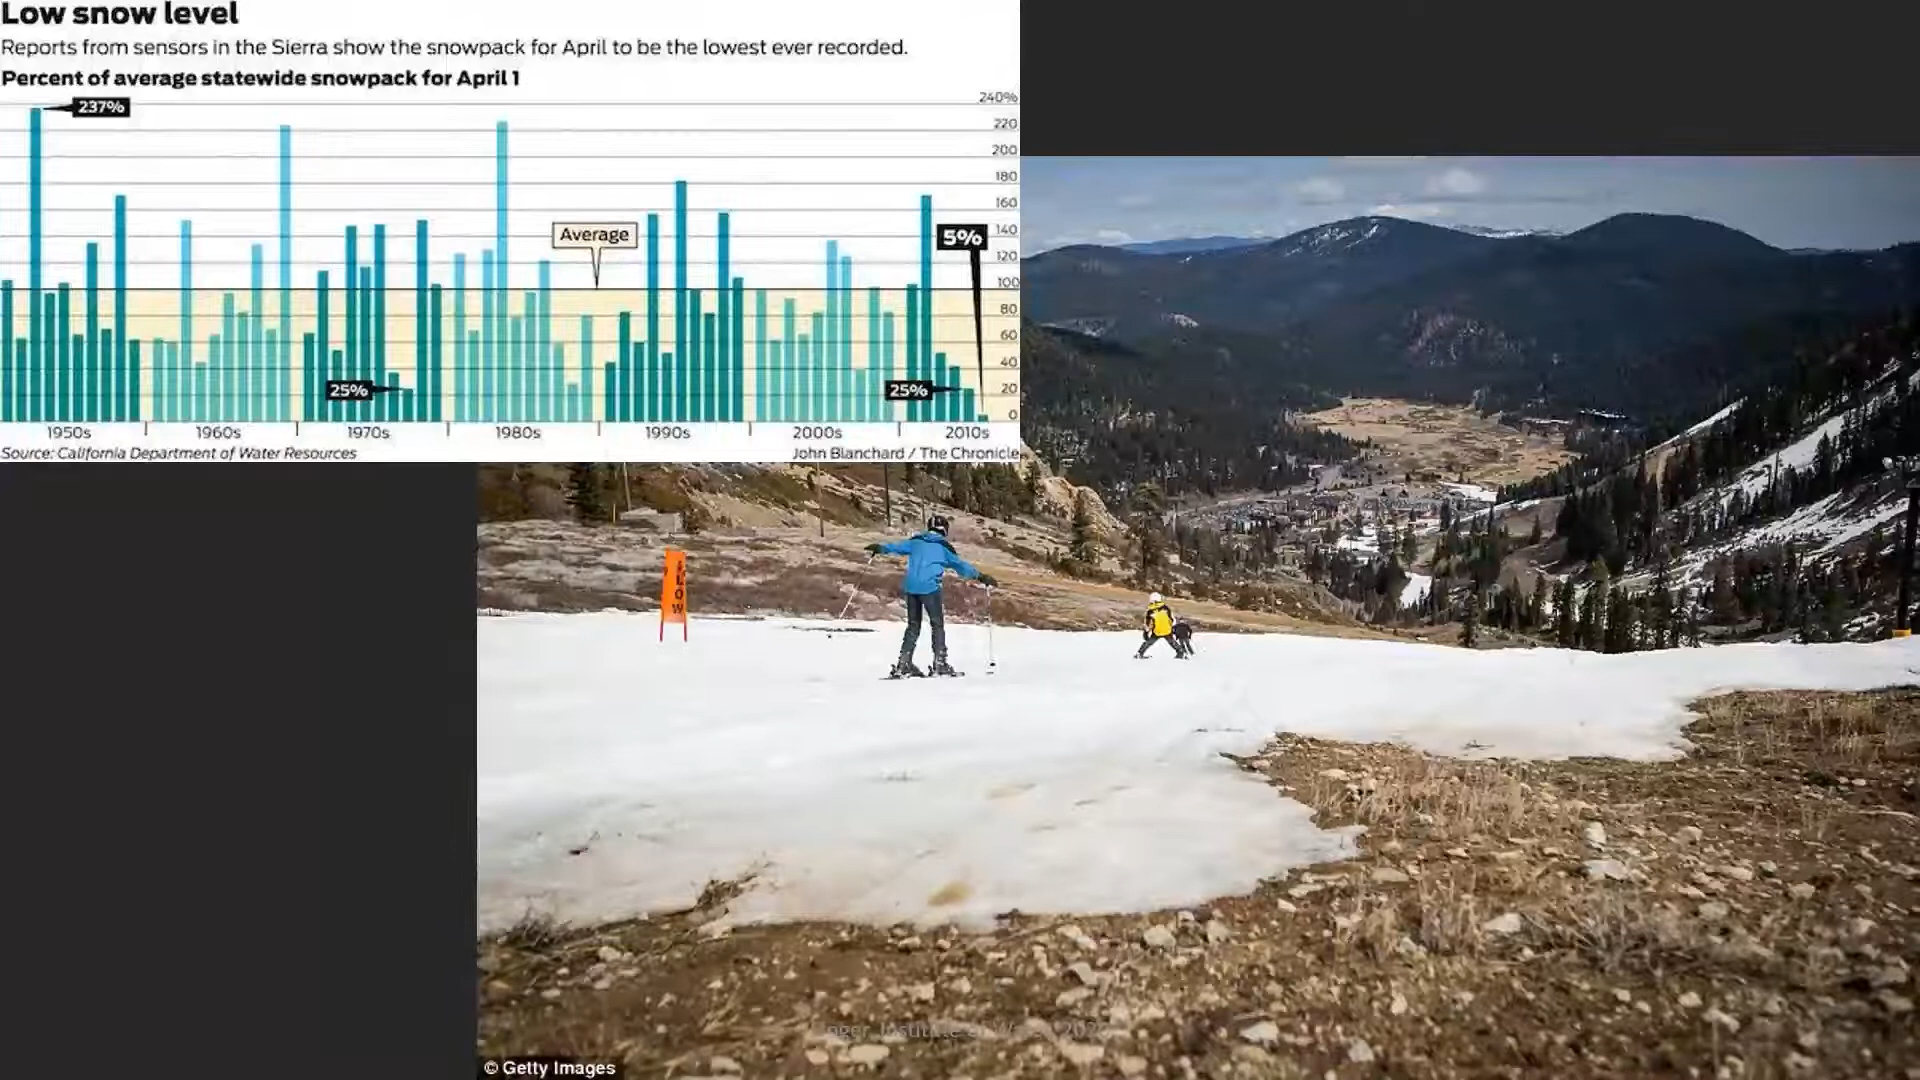 Low snow level
Reports from sensors in the Sierra show the snowpack for April to be the lowest ever recorded.
Percent of average statewide snowpack for April 1
240%
237%
220
200
180
160
140
Average
5%
120
100
80
60
40
25%
25%
20
0
1950s 1960s 1970s 1980s 1990s 2000s 2010s
Source: California Department of Water Resources
John Blanchard / The Chronicle
SLOW
© Getty Images